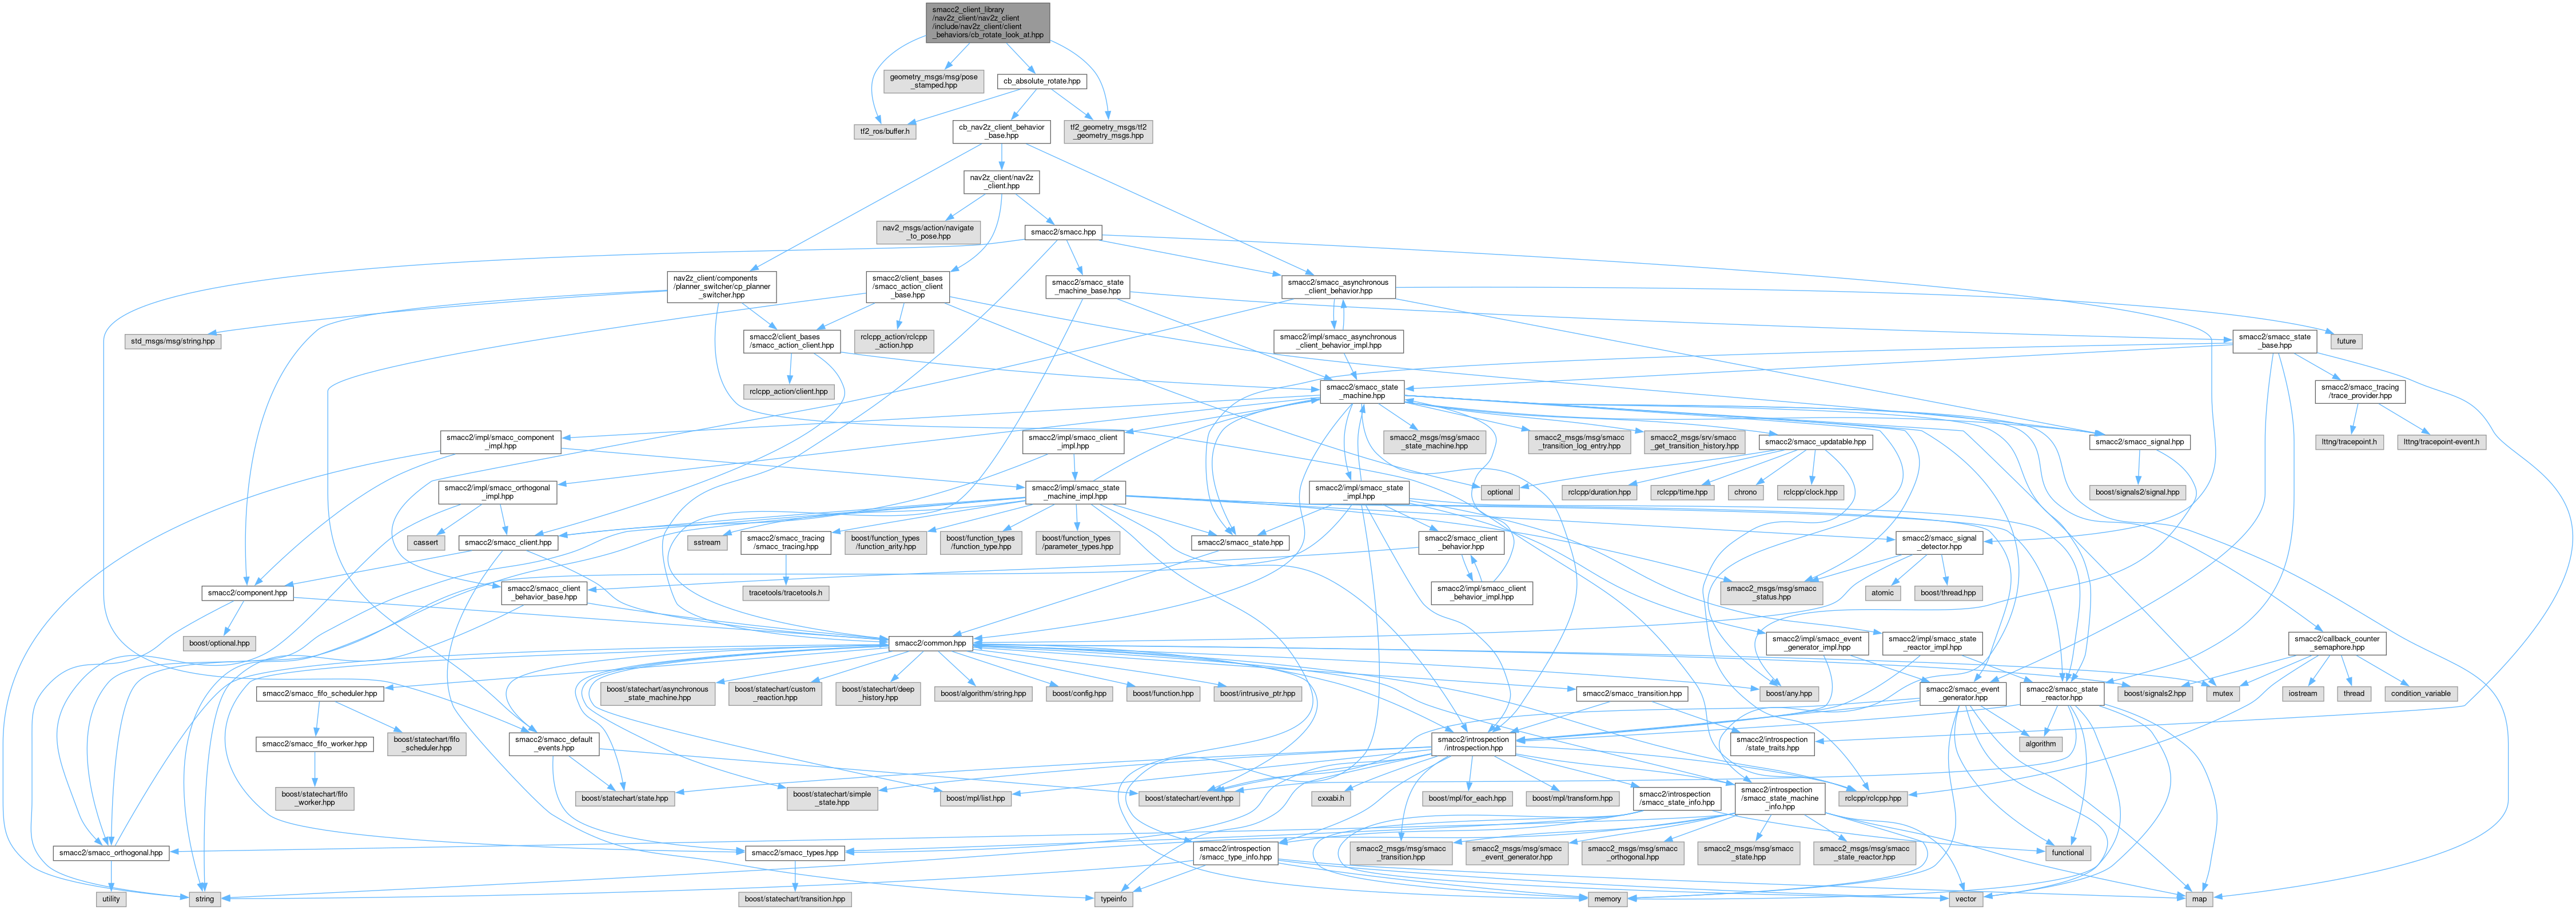 smacc2_client_library
/nav2z_client/nav2z_client
/include/nav2z_client/client
_behaviors/cb_rotate_look_at.hpp
geometry_msgs/msg/pose
_stamped.hpp
cb_absolute_rotate.hpp
tf2_ros/buffer.h
cb_nav2z_client_behavior
_base.hpp
tf2_geometry_msgs/tf2
_geometry_msgs.hpp
nav2z_client/nav2z
_client.hpp
nav2_msgs/action/navigate
_to_pose.hpp
smacc2/smacc.hpp
nav2z_client/components
/planner_switcher/cp_planner
_switcher.hpp
smacc2/client_bases
/smacc_action_client
_base.hpp
smacc2/smacc_state
_machine_base.hpp
smacc2/smacc_asynchronous
_client_behavior.hpp
std_msgs/msg/string.hpp
smacc2/client_bases
/smacc_action_client.hpp
rclcpp_action/rclcpp
_action.hpp
smacc2/impl/smacc_asynchronous
_client_behavior_impl.hpp
smacc2/smacc_state
_base.hpp
future
rclcpp_action/client.hpp
smacc2/smacc_state
_machine.hpp
smacc2/smacc_tracing
/trace_provider.hpp
smacc2/impl/smacc_component
_impl.hpp
smacc2/impl/smacc_client
_impl.hpp
smacc2_msgs/msg/smacc
_state_machine.hpp
smacc2_msgs/msg/smacc
_transition_log_entry.hpp
smacc2_msgs/srv/smacc
_get_transition_history.hpp
smacc2/smacc_updatable.hpp
smacc2/smacc_signal.hpp
lttng/tracepoint.h
lttng/tracepoint-event.h
smacc2/impl/smacc_orthogonal
_impl.hpp
smacc2/impl/smacc_state
_machine_impl.hpp
smacc2/impl/smacc_state
_impl.hpp
optional
rclcpp/duration.hpp
rclcpp/time.hpp
chrono
rclcpp/clock.hpp
boost/signals2/signal.hpp
cassert
smacc2/smacc_client.hpp
sstream
smacc2/smacc_tracing
/smacc_tracing.hpp
boost/function_types
/function_arity.hpp
boost/function_types
/function_type.hpp
boost/function_types
/parameter_types.hpp
smacc2/smacc_state.hpp
smacc2/smacc_client
_behavior.hpp
smacc2/smacc_signal
_detector.hpp
smacc2/component.hpp
smacc2/smacc_client
_behavior_base.hpp
tracetools/tracetools.h
smacc2/impl/smacc_client
_behavior_impl.hpp
smacc2_msgs/msg/smacc
_status.hpp
atomic
boost/thread.hpp
boost/optional.hpp
smacc2/common.hpp
smacc2/impl/smacc_event
_generator_impl.hpp
smacc2/impl/smacc_state
_reactor_impl.hpp
smacc2/callback_counter
_semaphore.hpp
smacc2/smacc_fifo_scheduler.hpp
boost/statechart/asynchronous
_state_machine.hpp
boost/statechart/custom
_reaction.hpp
boost/statechart/deep
_history.hpp
boost/algorithm/string.hpp
boost/config.hpp
boost/function.hpp
boost/intrusive_ptr.hpp
smacc2/smacc_transition.hpp
boost/any.hpp
smacc2/smacc_event
_generator.hpp
smacc2/smacc_state
_reactor.hpp
boost/signals2.hpp
mutex
iostream
thread
condition_variable
smacc2/smacc_fifo_worker.hpp
boost/statechart/fifo
_scheduler.hpp
smacc2/smacc_default
_events.hpp
smacc2/introspection
/introspection.hpp
smacc2/introspection
/state_traits.hpp
algorithm
boost/statechart/fifo
_worker.hpp
boost/statechart/state.hpp
boost/statechart/simple
_state.hpp
boost/mpl/list.hpp
boost/statechart/event.hpp
cxxabi.h
boost/mpl/for_each.hpp
boost/mpl/transform.hpp
smacc2/introspection
/smacc_state_info.hpp
smacc2/introspection
/smacc_state_machine
_info.hpp
rclcpp/rclcpp.hpp
smacc2/smacc_orthogonal.hpp
smacc2/smacc_types.hpp
smacc2/introspection
/smacc_type_info.hpp
smacc2_msgs/msg/smacc
_transition.hpp
smacc2_msgs/msg/smacc
_event_generator.hpp
smacc2_msgs/msg/smacc
_orthogonal.hpp
smacc2_msgs/msg/smacc
_state.hpp
smacc2_msgs/msg/smacc
_state_reactor.hpp
functional
utility
string
boost/statechart/transition.hpp
typeinfo
memory
vector
map